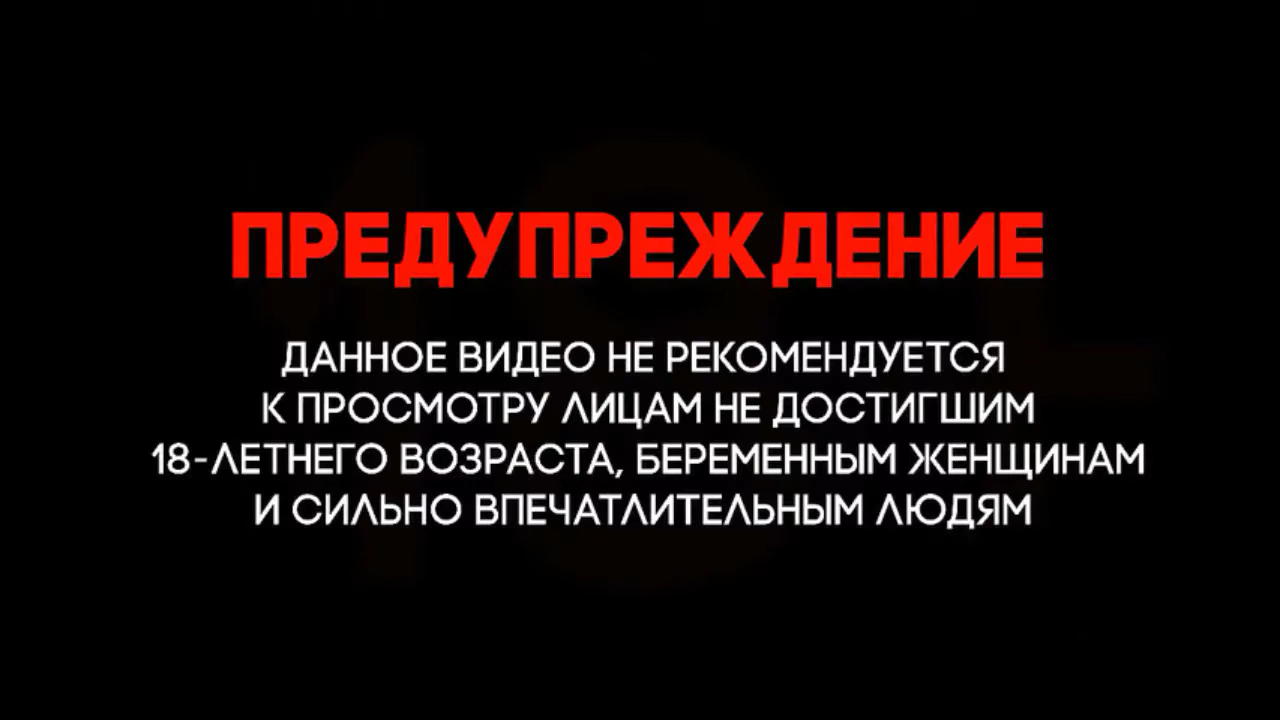 ПРЕДУПРЕЖДЕНИЕ
ДАННОЕ ВИДЕО НЕ РЕКОМЕНДУЕТСЯ
К ПРОСМОТРУ ЛИЦАМ НЕ ДОСТИГШИМ
18-ЛЕТНЕГО ВОЗРАСТА, БЕРЕМЕННЫМ ЖЕНЩИНАМ
И СИЛЬНО ВПЕЧАТЛИТЕЛЬНЫМ ЛЮДЯМ